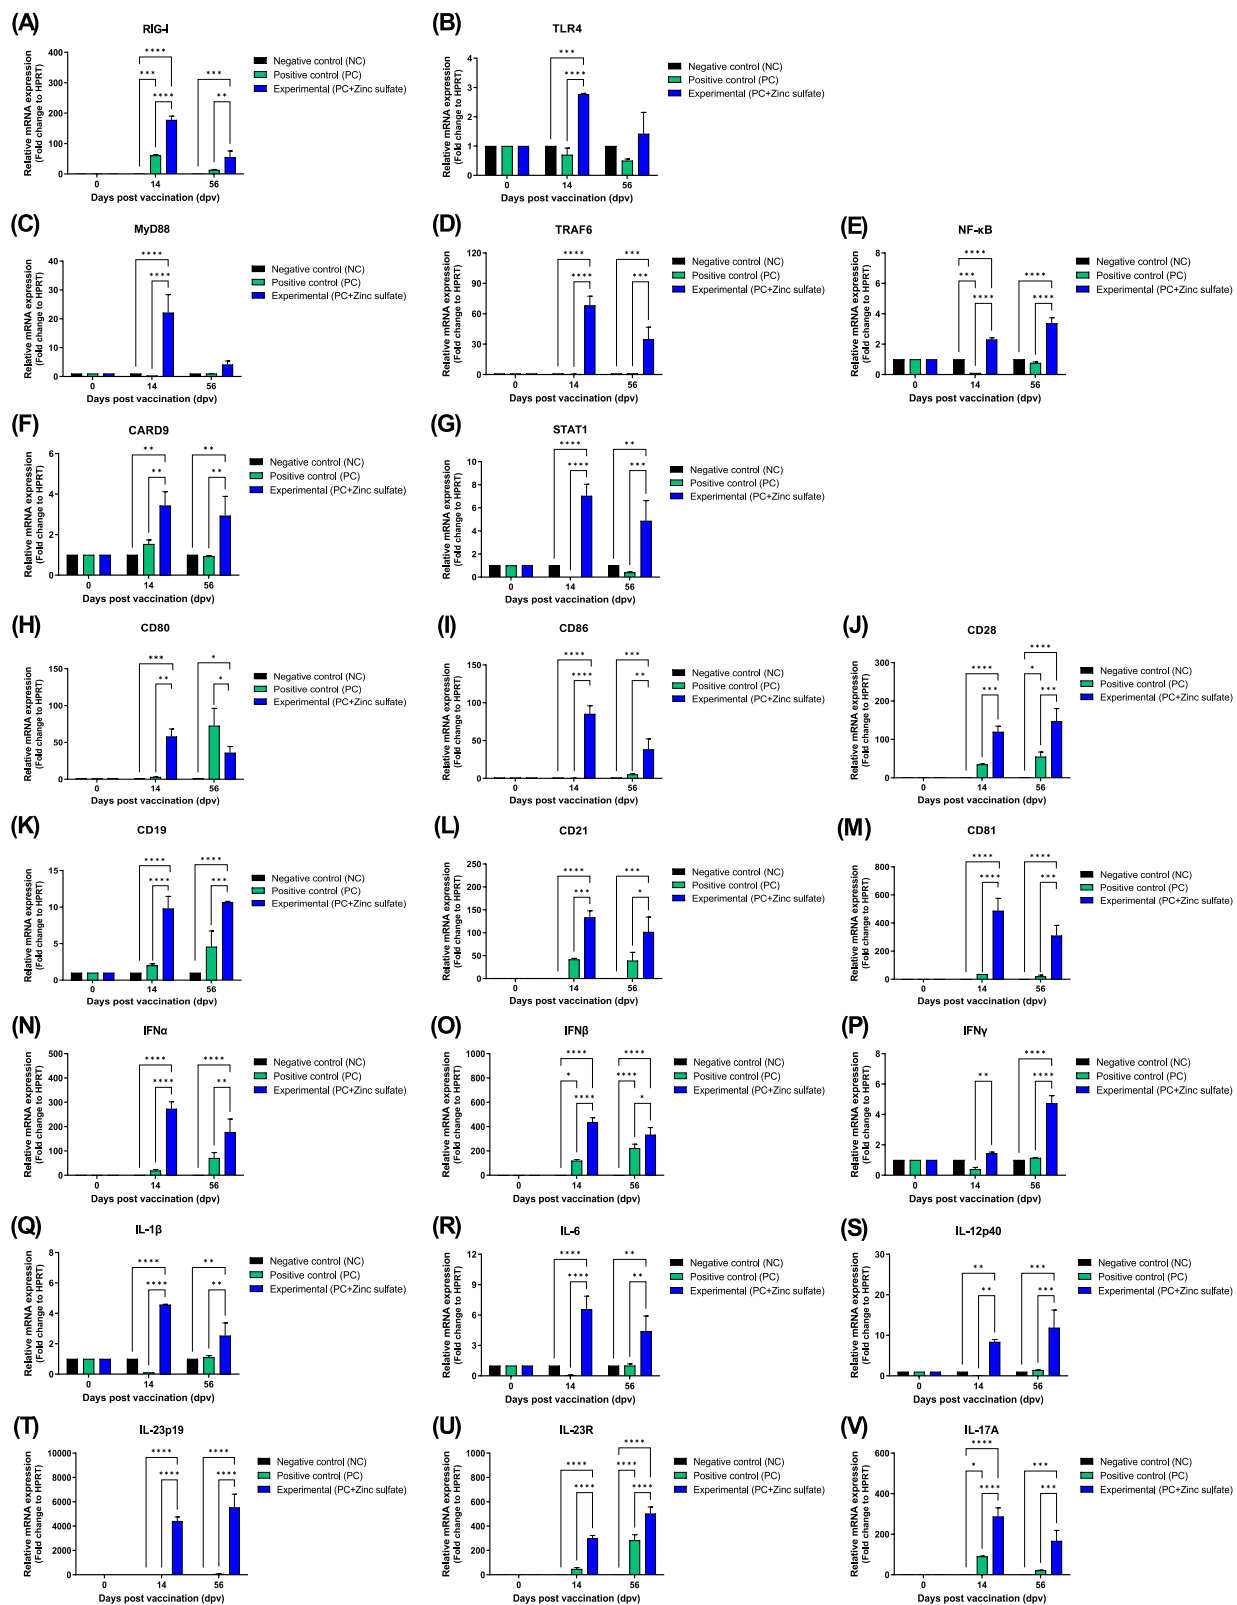 (A)
RIG-I
Relative mRNA expression
(Fold change to HPRT)
400
300
200
100
0
**** 
*** ***
**** **
0 14 56
Days post vaccination (dpv)
Negative control (NC)
Positive control (PC)
Experimental (PC+Zinc sulfate)
(B)
TLR4
Relative mRNA expression
(Fold change to HPRT)
4
3
2
1
0
***
****
0 14 56
Days post vaccination (dpv)
Negative control (NC)
Positive control (PC)
Experimental (PC+Zinc sulfate)
(C)
MyD88
Relative mRNA expression
(Fold change to HPRT)
40
30
20
10
0
****
****
0 14 56
Days post vaccination (dpv)
Negative control (NC)
Positive control (PC)
Experimental (PC+Zinc sulfate)
(D)
TRAF6
Relative mRNA expression
(Fold change to HPRT)
120
90
60
30
0
**** ***
**** ***
0 14 56
Days post vaccination (dpv)
Negative control (NC)
Positive control (PC)
Experimental (PC+Zinc sulfate)
(E)
NF-κB
Relative mRNA expression
(Fold change to HPRT)
8
6
4
2
0
****
*** ****
**** ****
0 14 56
Days post vaccination (dpv)
Negative control (NC)
Positive control (PC)
Experimental (PC+Zinc sulfate)
(F)
CARD9
Relative mRNA expression
(Fold change to HPRT)
6
4
2
0
** **
** **
0 14 56
Days post vaccination (dpv)
Negative control (NC)
Positive control (PC)
Experimental (PC+Zinc sulfate)
(G)
STAT1
Relative mRNA expression
(Fold change to HPRT)
10
8
6
4
2
0
**** **
**** ***
0 14 56
Days post vaccination (dpv)
Negative control (NC)
Positive control (PC)
Experimental (PC+Zinc sulfate)
(H)
CD80
Relative mRNA expression
(Fold change to HPRT)
150
100
50
0
*** *
** *
0 14 56
Days post vaccination (dpv)
Negative control (NC)
Positive control (PC)
Experimental (PC+Zinc sulfate)
(I)
CD86
Relative mRNA expression
(Fold change to HPRT)
150
100
50
0
**** ***
**** **
0 14 56
Days post vaccination (dpv)
Negative control (NC)
Positive control (PC)
Experimental (PC+Zinc sulfate)
(J)
CD28
Relative mRNA expression
(Fold change to HPRT)
300
200
100
0
****
**** *
*** ***
0 14 56
Days post vaccination (dpv)
Negative control (NC)
Positive control (PC)
Experimental (PC+Zinc sulfate)
(K)
CD19
Relative mRNA expression
(Fold change to HPRT)
15
10
5
0
**** ****
**** ***
0 14 56
Days post vaccination (dpv)
Negative control (NC)
Positive control (PC)
Experimental (PC+Zinc sulfate)
(L)
CD21
Relative mRNA expression
(Fold change to HPRT)
250
200
150
100
50
0
**** ***
*** *
0 14 56
Days post vaccination (dpv)
Negative control (NC)
Positive control (PC)
Experimental (PC+Zinc sulfate)
(M)
CD81
Relative mRNA expression
(Fold change to HPRT)
800
600
400
200
0
**** ****
**** ***
0 14 56
Days post vaccination (dpv)
Negative control (NC)
Positive control (PC)
Experimental (PC+Zinc sulfate)
(N)
IFNα
Relative mRNA expression
(Fold change to HPRT)
500
400
300
200
100
0
**** ****
**** **
0 14 56
Days post vaccination (dpv)
Negative control (NC)
Positive control (PC)
Experimental (PC+Zinc sulfate)
(O)
IFNβ
Relative mRNA expression
(Fold change to HPRT)
1000
800
600
400
200
0
**** ****
* ****
**** *
0 14 56
Days post vaccination (dpv)
Negative control (NC)
Positive control (PC)
Experimental (PC+Zinc sulfate)
(P)
IFNγ
Relative mRNA expression
(Fold change to HPRT)
8
6
4
2
0
****
** ****
0 14 56
Days post vaccination (dpv)
Negative control (NC)
Positive control (PC)
Experimental (PC+Zinc sulfate)
(Q)
IL-1β
Relative mRNA expression
(Fold change to HPRT)
8
6
4
2
0
**** **
**** **
0 14 56
Days post vaccination (dpv)
Negative control (NC)
Positive control (PC)
Experimental (PC+Zinc sulfate)
(R)
IL-6
Relative mRNA expression
(Fold change to HPRT)
12
9
6
3
0
**** **
**** **
0 14 56
Days post vaccination (dpv)
Negative control (NC)
Positive control (PC)
Experimental (PC+Zinc sulfate)
(S)
IL-12p40
Relative mRNA expression
(Fold change to HPRT)
30
20
10
0
** ***
** ***
0 14 56
Days post vaccination (dpv)
Negative control (NC)
Positive control (PC)
Experimental (PC+Zinc sulfate)
(T)
IL-23p19
Relative mRNA expression
(Fold change to HPRT)
10000
8000
6000
4000
2000
0
**** ****
**** ****
0 14 56
Days post vaccination (dpv)
Negative control (NC)
Positive control (PC)
Experimental (PC+Zinc sulfate)
(U)
IL-23R
Relative mRNA expression
(Fold change to HPRT)
1000
800
600
400
200
0
****
**** ****
**** ****
0 14 56
Days post vaccination (dpv)
Negative control (NC)
Positive control (PC)
Experimental (PC+Zinc sulfate)
(V)
IL-17A
Relative mRNA expression
(Fold change to HPRT)
600
400
200
0
****
* ***
**** ***
0 14 56
Days post vaccination (dpv)
Negative control (NC)
Positive control (PC)
Experimental (PC+Zinc sulfate)